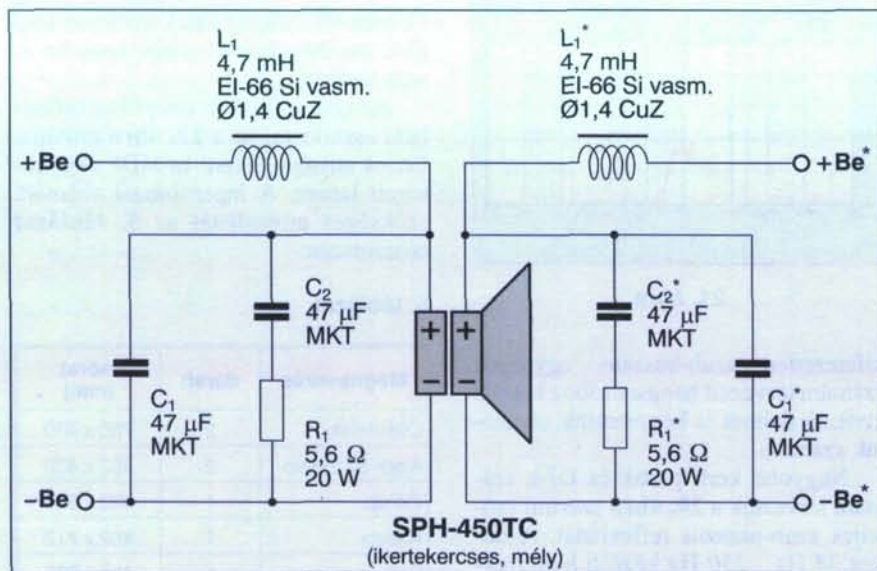 L₁
4,7 mH
EI-66 Si vasm.
Ø1,4 CuZ
L₁*
4,7 mH
EI-66 Si vasm.
Ø1,4 CuZ
+Be
+Be*
C₂
47 µF
MKT
C₂*
47 µF
MKT
+ +
− −
C₁
47 µF
MKT
C₁*
47 µF
MKT
R₁
5,6 Ω
20 W
R₁
5,6 Ω
20 W
−Be
−Be*
SPH-450TC
(ikertekercses, mély)